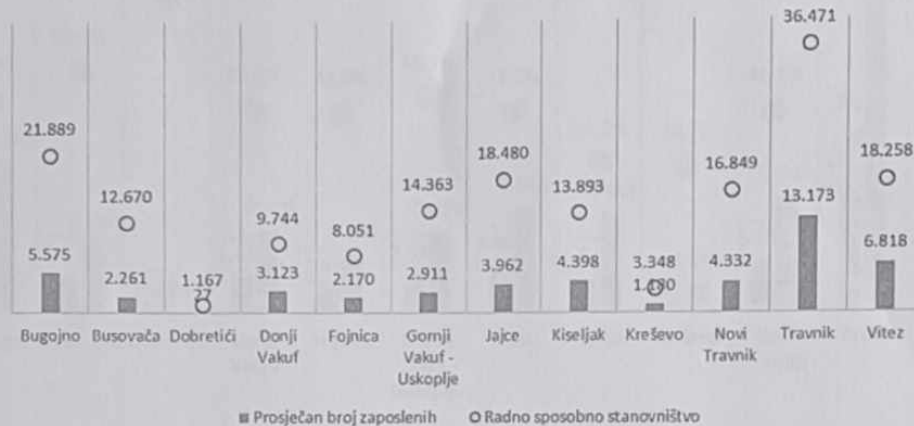 36.471
21.889
18.480
18.258
16.849
14.363
13.893
12.670
13.173
9.744
8.051
5.575
6.818
2.261
1.167
27
3.123
2.170
2.911
3.962
4.398
3.348
4.332
Bugojno
Busovača
Dobretići
Donji
Vakuf
Fojnica
Gornji
Vakuf -
Uskoplje
Jajce
Kiseljak
Kreševo
Novi
Travnik
Travnik
Vitez
Prosječan broj zaposlenih
Radno sposobno stanovništvo